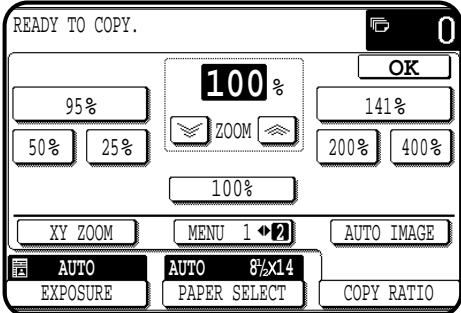 READY TO COPY. 0
OK
100%
95% 141%
ZOOM
50% 25% 200% 400%
100%
XY ZOOM MENU 1 2 AUTO IMAGE
AUTO AUTO 8½x14
EXPOSURE PAPER SELECT COPY RATIO